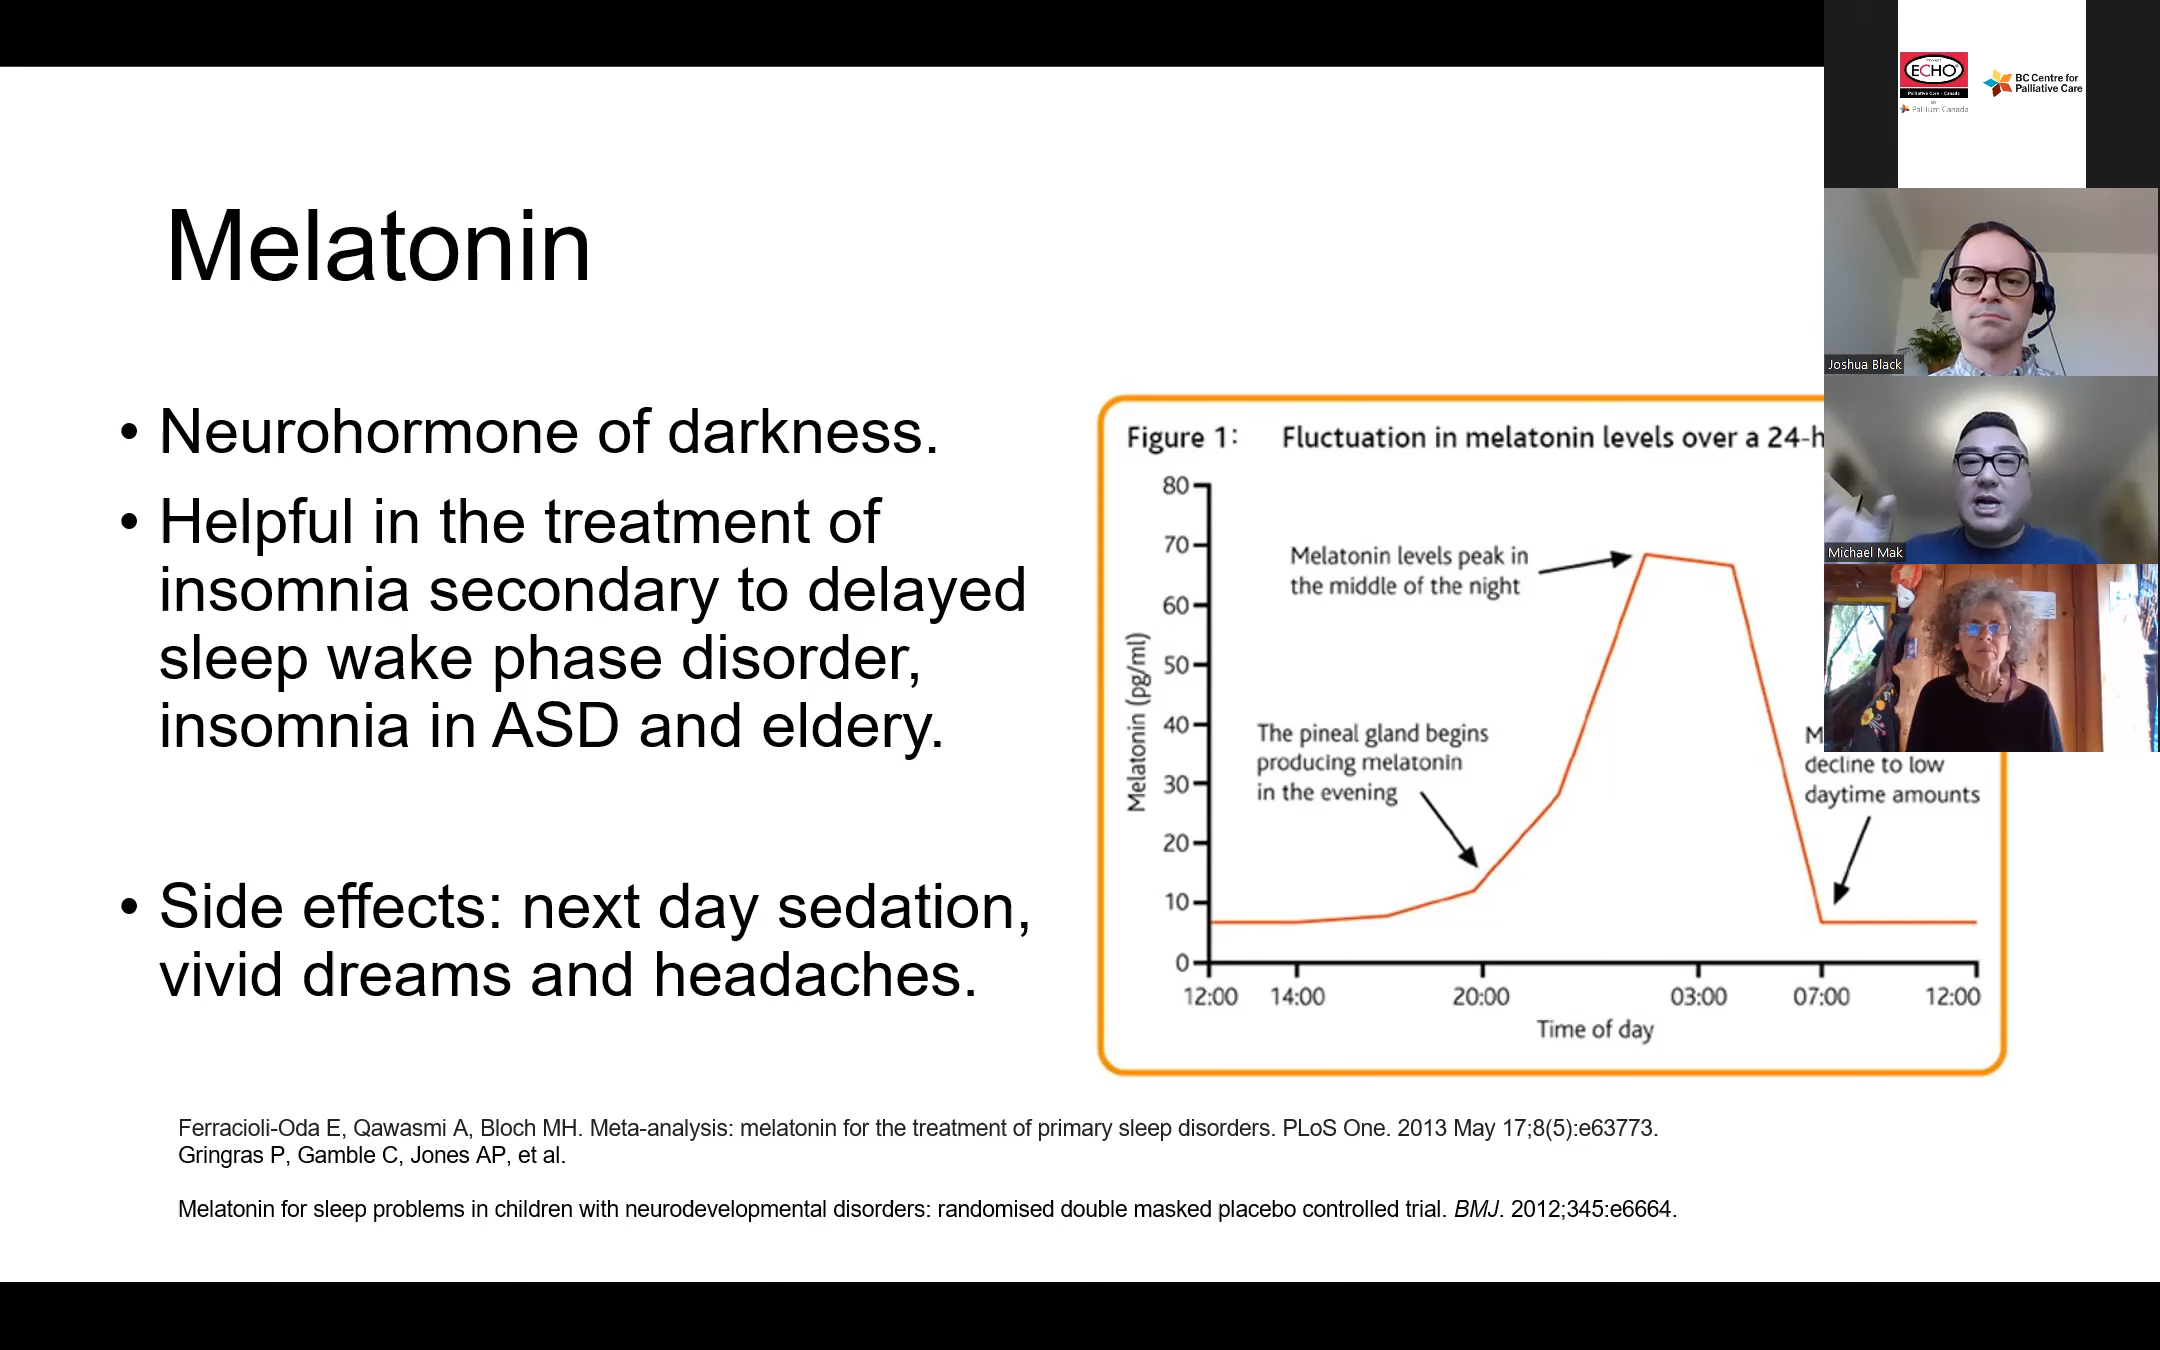 Melatonin
• Neurohormone of darkness.
• Helpful in the treatment of
insomnia secondary to delayed
sleep wake phase disorder,
insomnia in ASD and eldery.
• Side effects: next day sedation,
vivid dreams and headaches.
Figure 1: Fluctuation in melatonin levels over a 24-h
Melatonin (pg/ml)
80
70
60
50
40
30
20
10
0
Melatonin levels peak in
the middle of the night
The pineal gland begins
producing melatonin
in the evening
M
decline to low
daytime amounts
12:00 14:00 20:00 03:00 07:00 12:00
Time of day
Ferracioli-Oda E, Qawasmi A, Bloch MH. Meta-analysis: melatonin for the treatment of primary sleep disorders. PLoS One. 2013 May 17;8(5):e63773.
Gringras P, Gamble C, Jones AP, et al.
Melatonin for sleep problems in children with neurodevelopmental disorders: randomised double masked placebo controlled trial. BMJ. 2012;345:e6664.
ECHO
Palliative Care - Canada
BY
Pallium Canada
BC Centre for
Palliative Care
Joshua Black
Michael Mak